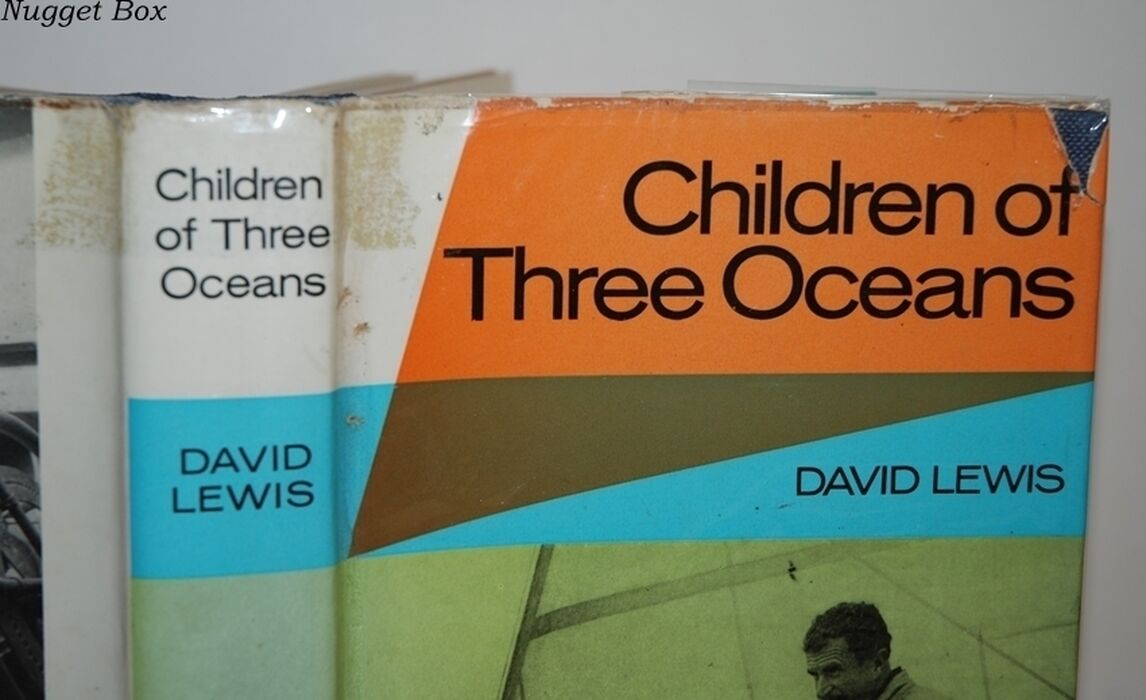 Nugget Box
Children
of Three
Oceans
DAVID
LEWIS
Children of
Three Oceans
DAVID LEWIS